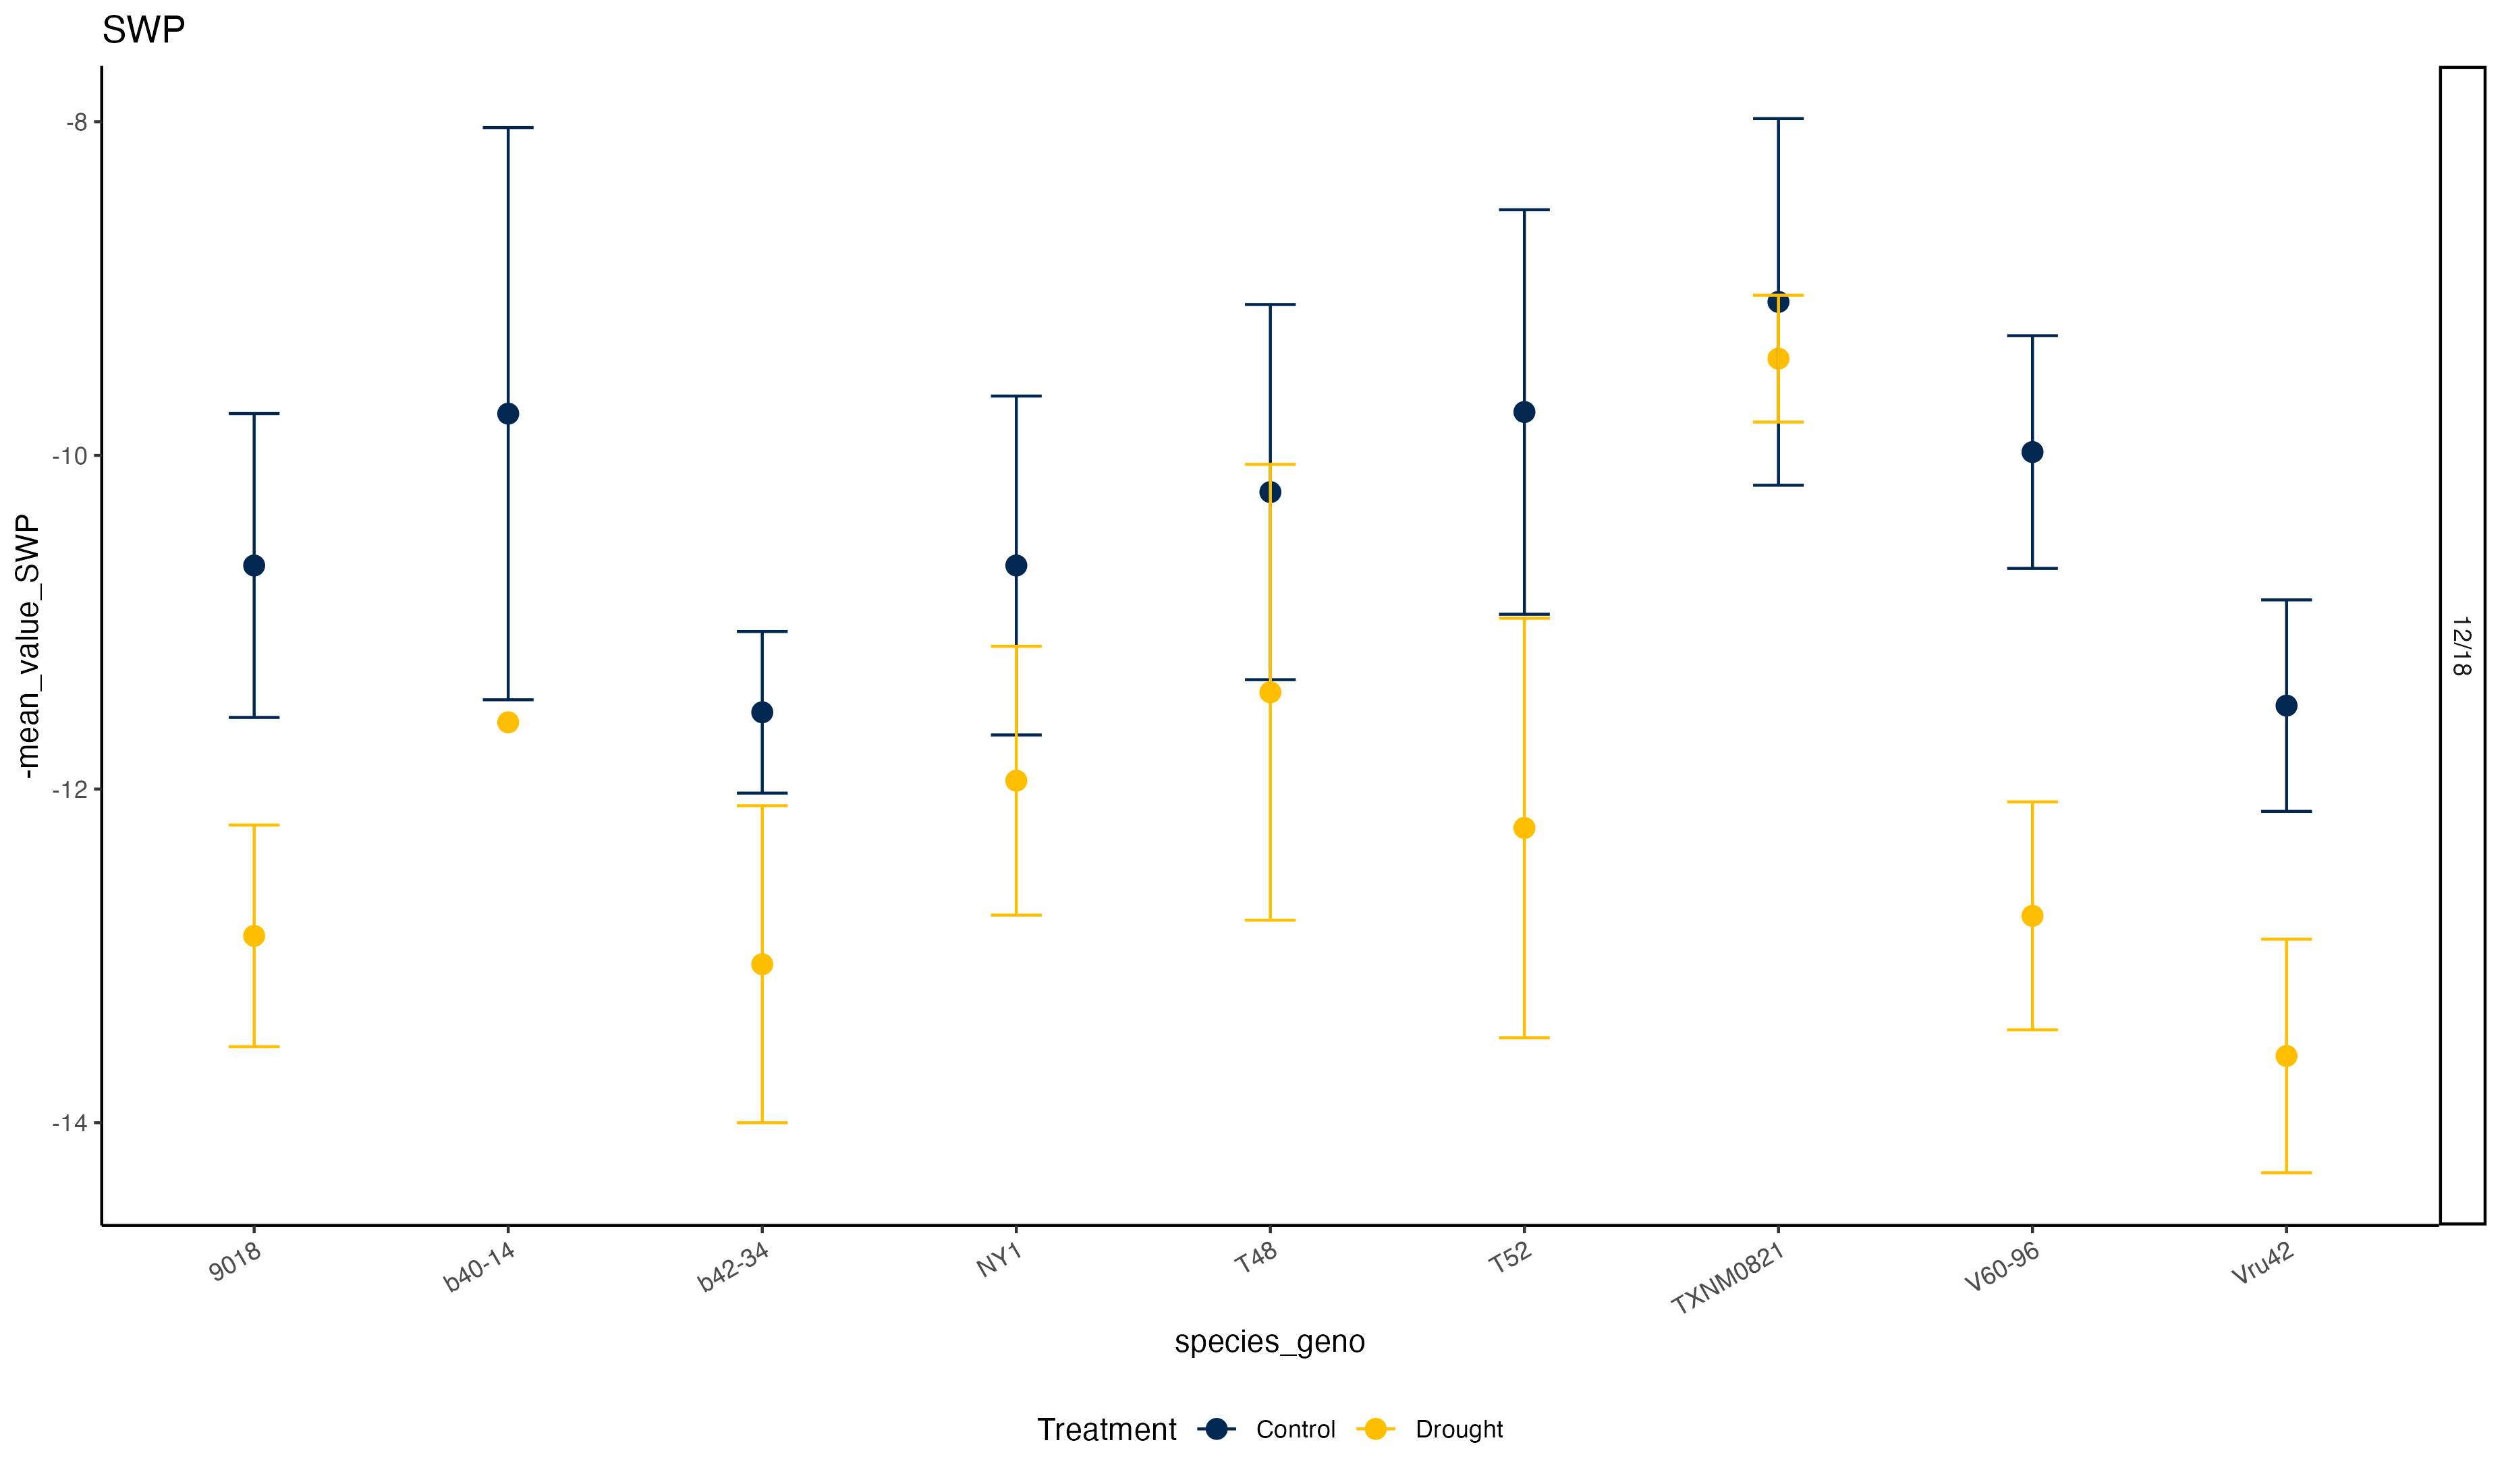 SWP
-8
-10
-12
-14
-mean_value_SWP
12/18
9018
b40-14
b42-34
NY1
T48
T52
TXNM0821
V60-96
Vru42
species_geno
Treatment Control Drought